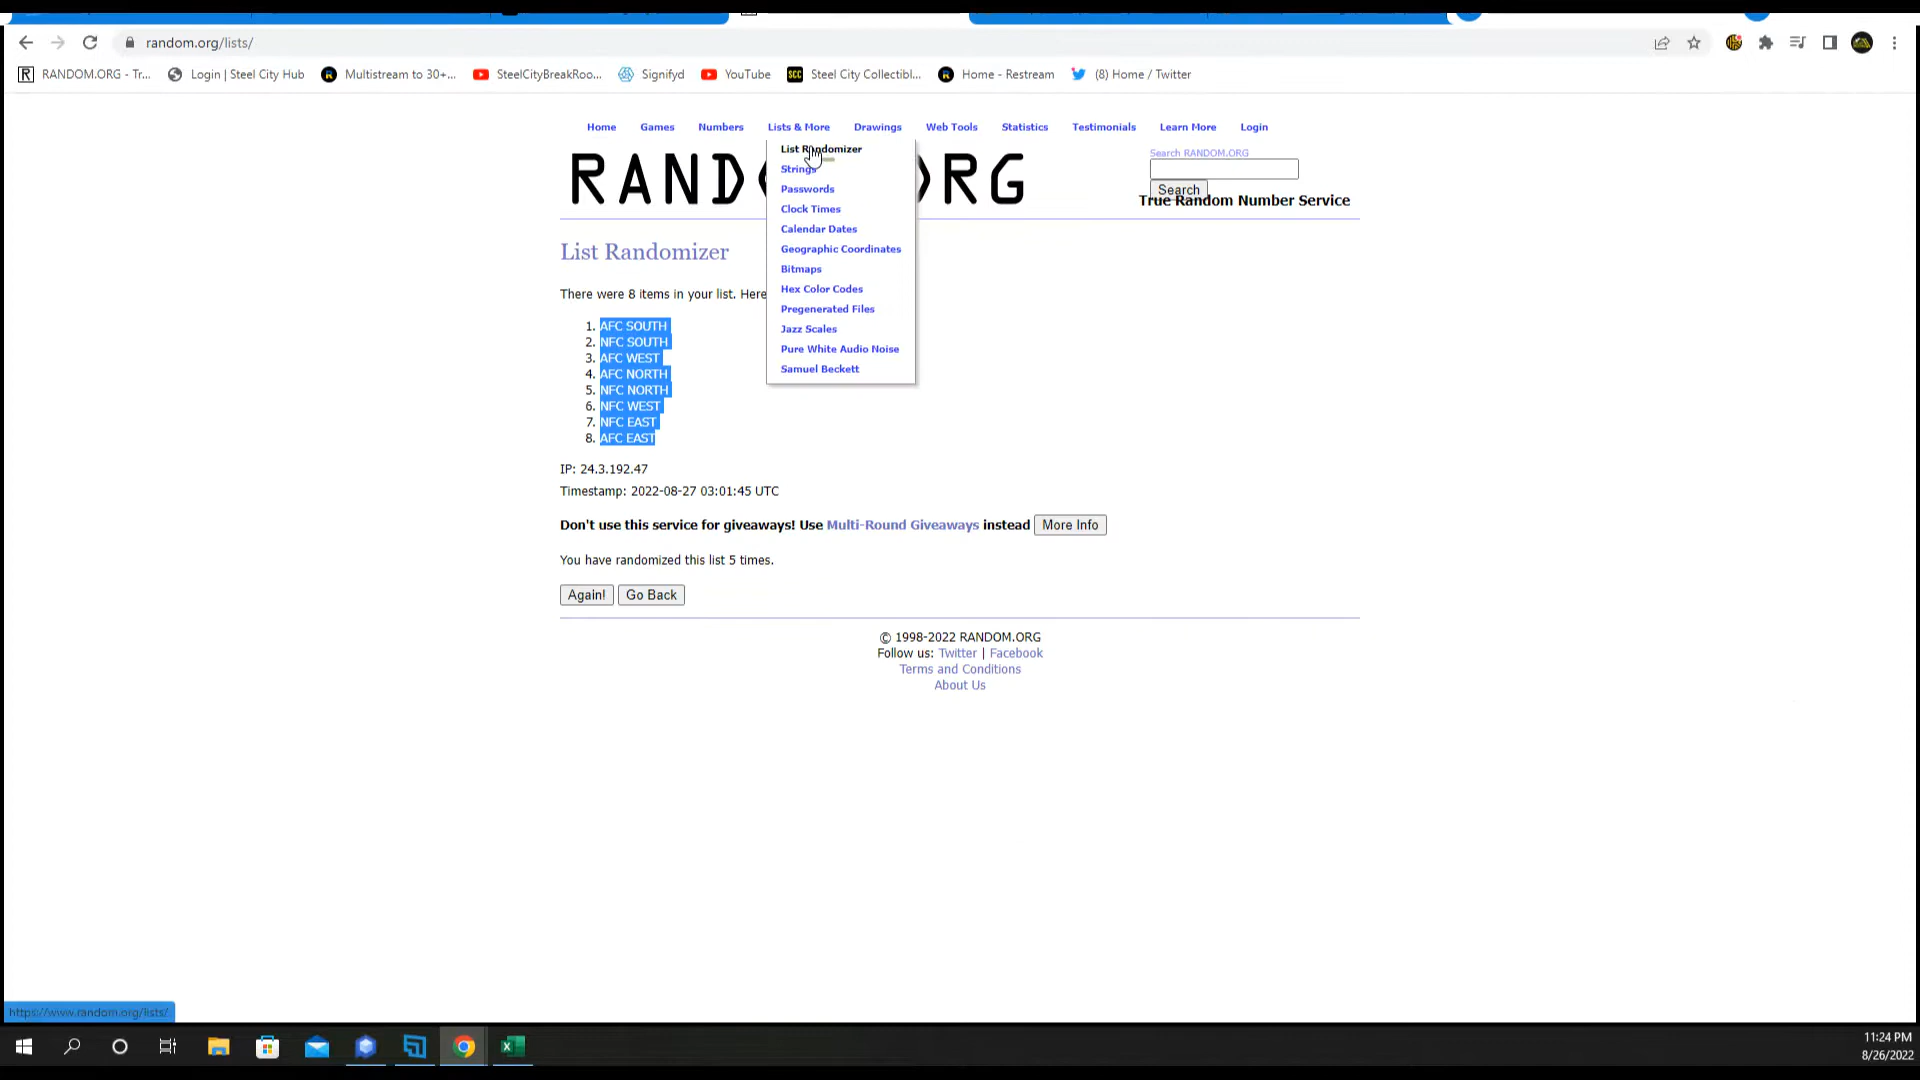 random.org/lists/
RANDOM.ORG - Tr...
Login | Steel City Hub
Multistream to 30+...
SteelCityBreakRoo...
Signifyd
YouTube
SCC
Steel City Collectibl...
Home - Restream
(8) Home / Twitter
Home
Games
Numbers
Lists & More
Drawings
Web Tools
Statistics
Testimonials
Learn More
Login
List Randomizer
Strings
Passwords
Clock Times
Calendar Dates
Geographic Coordinates
Bitmaps
Hex Color Codes
Pregenerated Files
Jazz Scales
Pure White Audio Noise
Samuel Beckett
Search RANDOM.ORG
Search
True Random Number Service
List Randomizer
There were 8 items in your list. Here
1. AFC SOUTH
2. NFC SOUTH
3. AFC WEST
4. AFC NORTH
5. NFC NORTH
6. NFC WEST
7. NFC EAST
8. AFC EAST
IP: 24.3.192.47
Timestamp: 2022-08-27 03:01:45 UTC
Don't use this service for giveaways! Use Multi-Round Giveaways instead More Info
You have randomized this list 5 times.
Again! Go Back
© 1998-2022 RANDOM.ORG
Follow us: Twitter | Facebook
Terms and Conditions
About Us
https://www.random.org/lists/
11:24 PM
8/26/2022